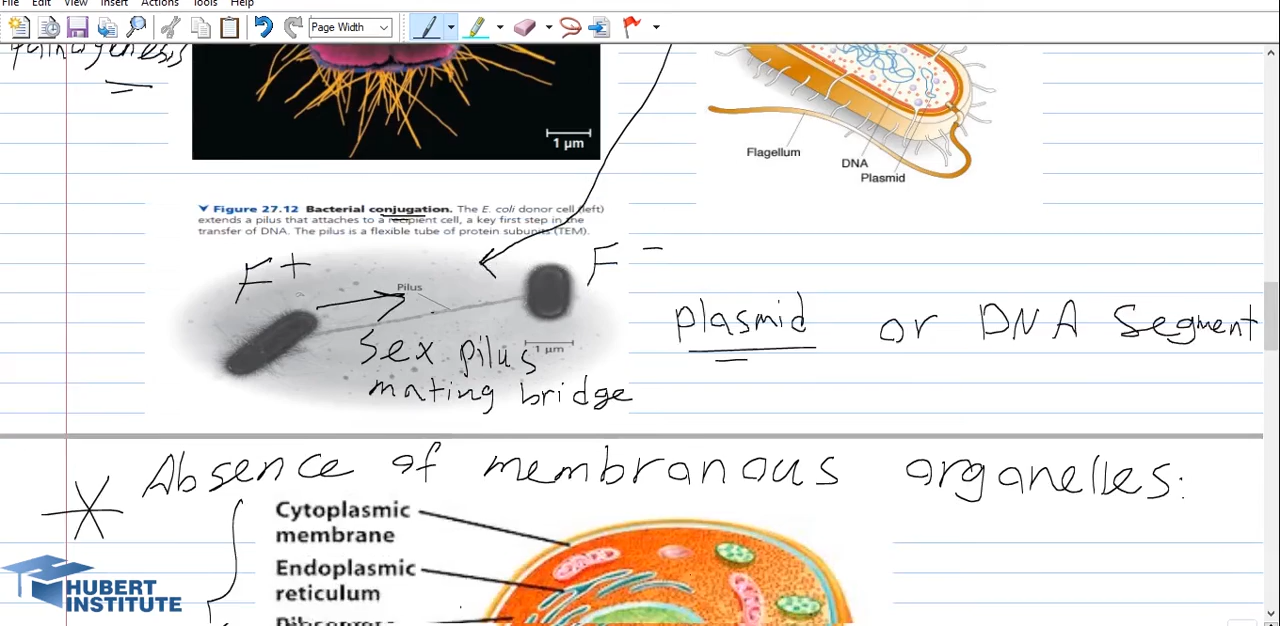 File Edit View Insert Actions Tools Help
Page Width
pathogenesis
1 µm
Flagellum
DNA
Plasmid
Figure 27.12 Bacterial conjugation. The E. coli donor cell (left)
extends a pilus that attaches to a recipient cell, a key first step in the
transfer of DNA. The pilus is a flexible tube of protein subunits (TEM).
F+
F-
Pilus
1 µm
Sex pilus
mating bridge
plasmid or DNA Segment
Absence of membranous organelles:
Cytoplasmic
membrane
Endoplasmic
reticulum
Ribosomes
HUBERT
INSTITUTE